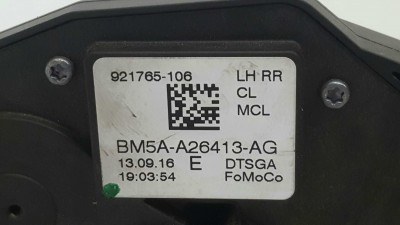 921765-106 LH RR
CL
MCL
BM5A-A26413-AG
13.09.16 E DTSGA
19:03:54 FoMoCo